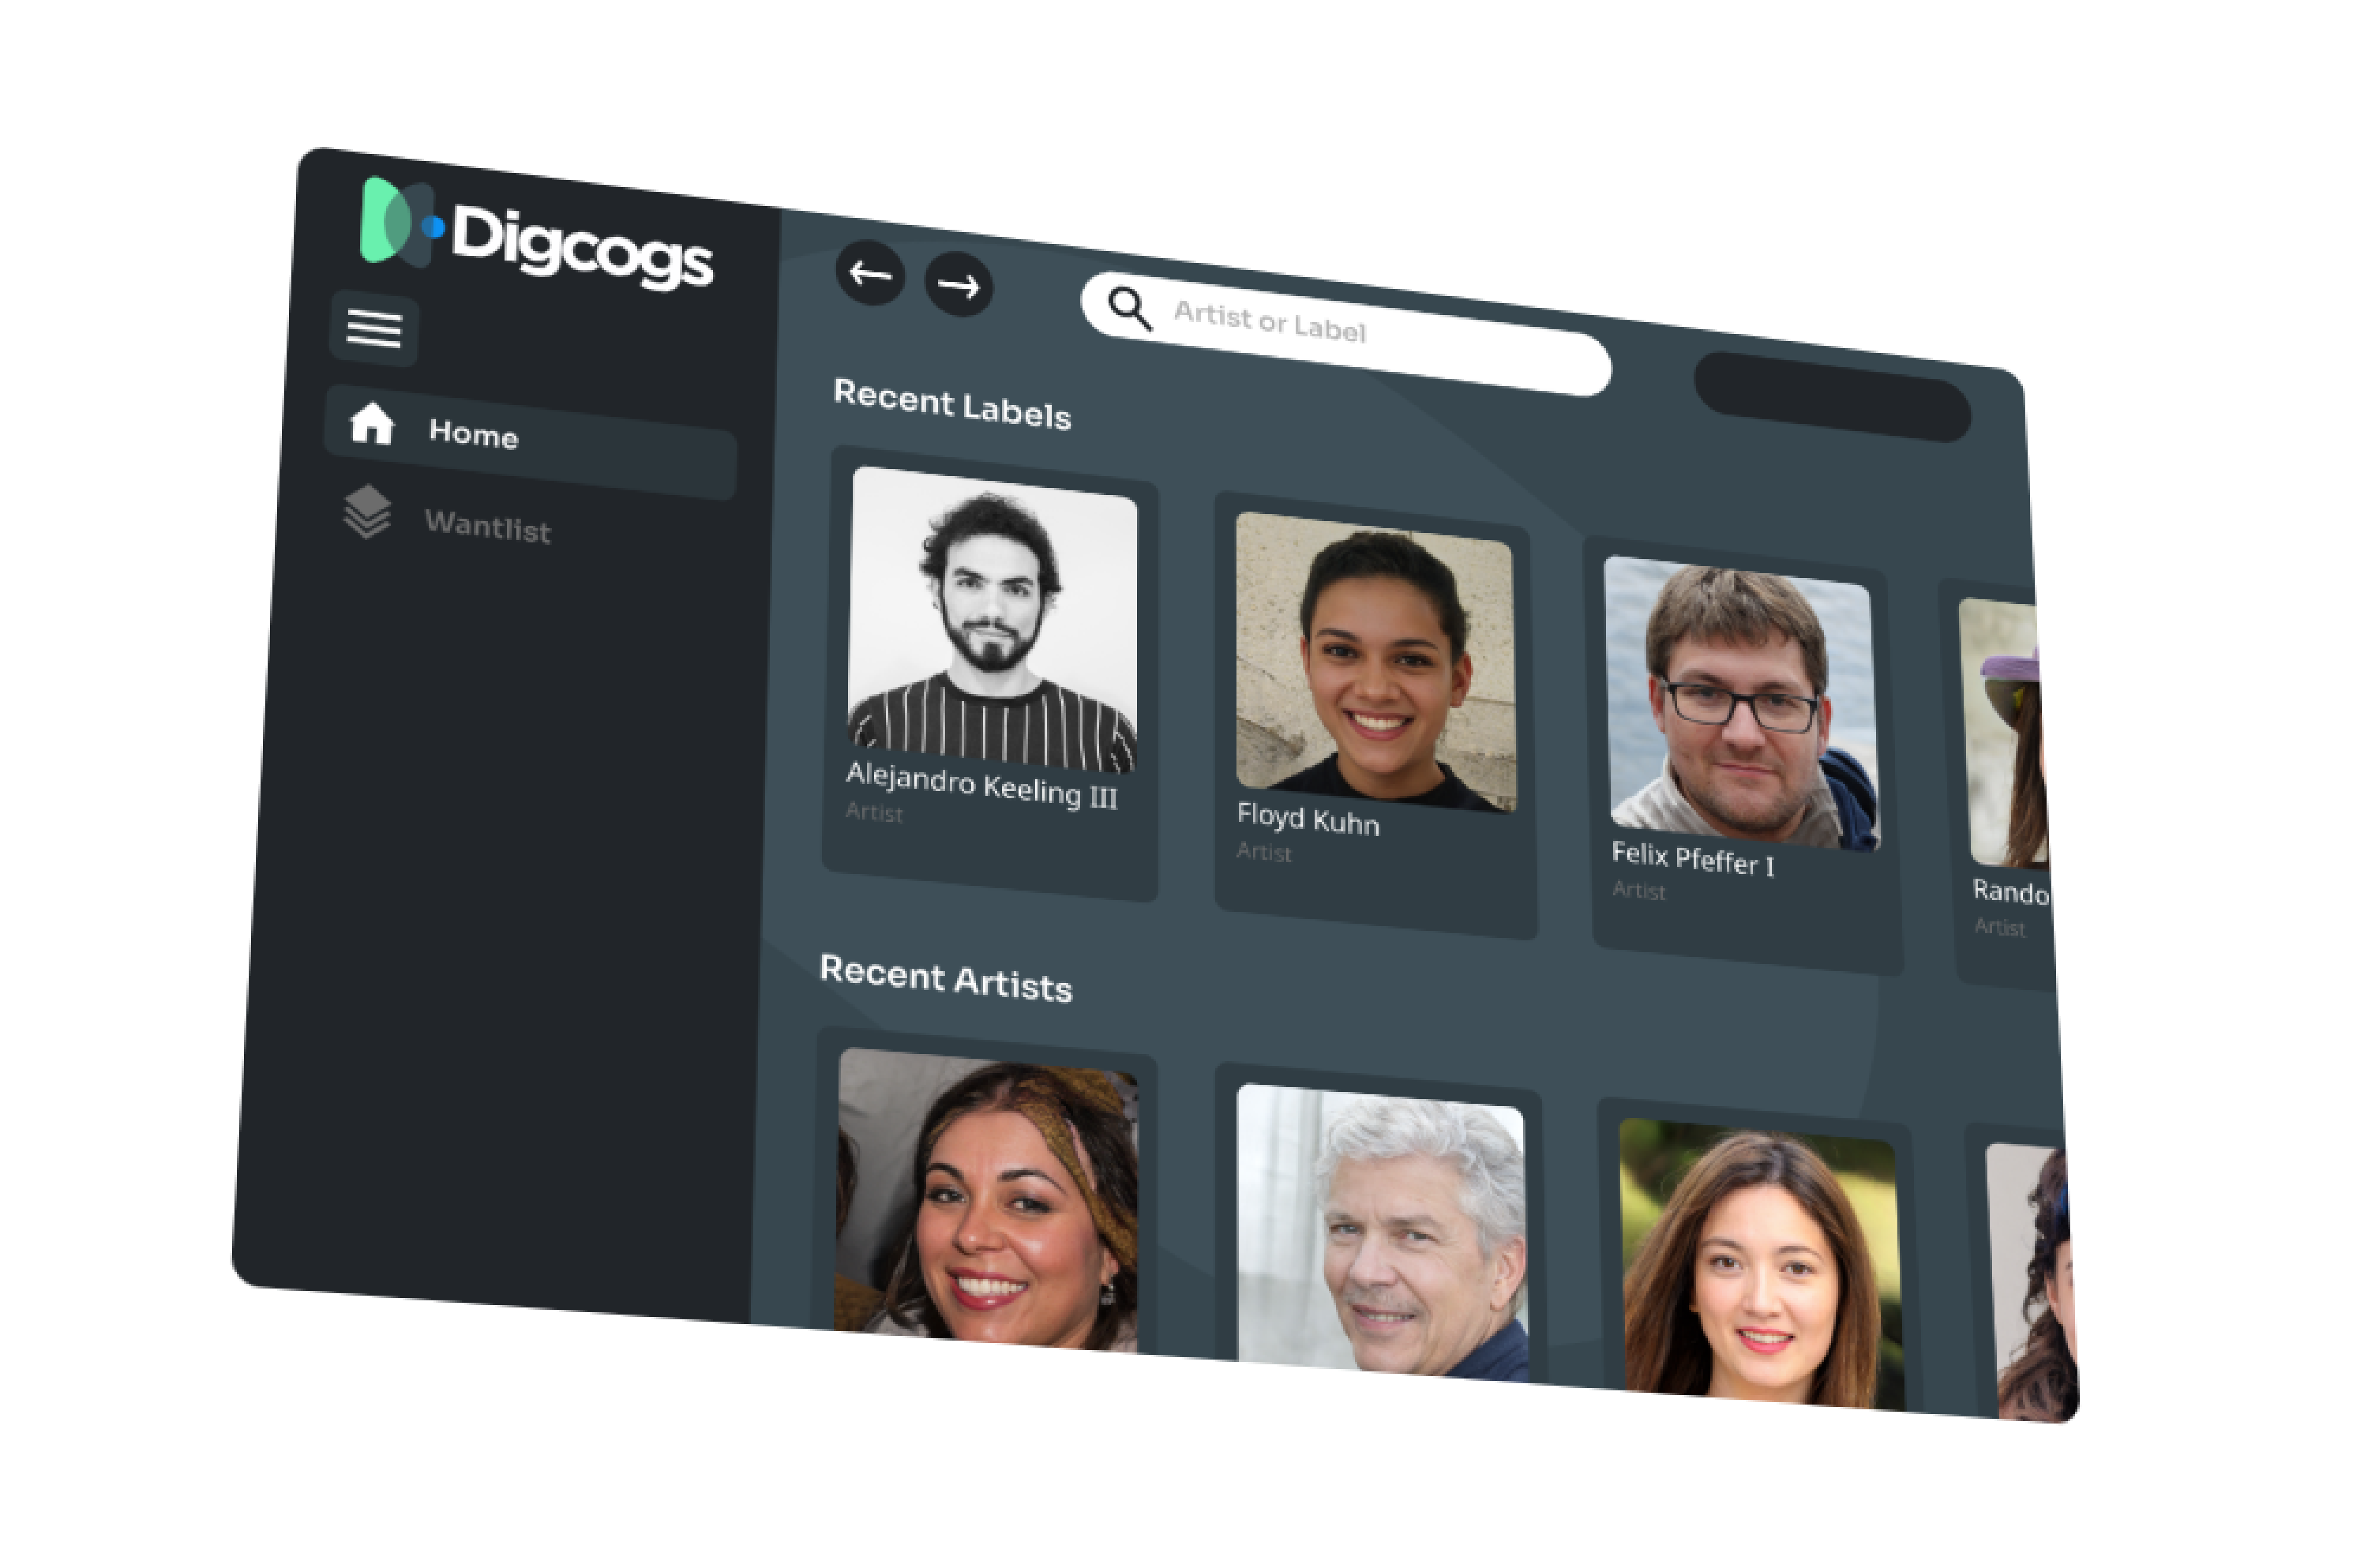 Digcogs
Home
Wantlist
Artist or Label
Recent Labels
Alejandro Keeling III
Artist
Floyd Kuhn
Artist
Felix Pfeffer I
Artist
Rando
Artist
Recent Artists